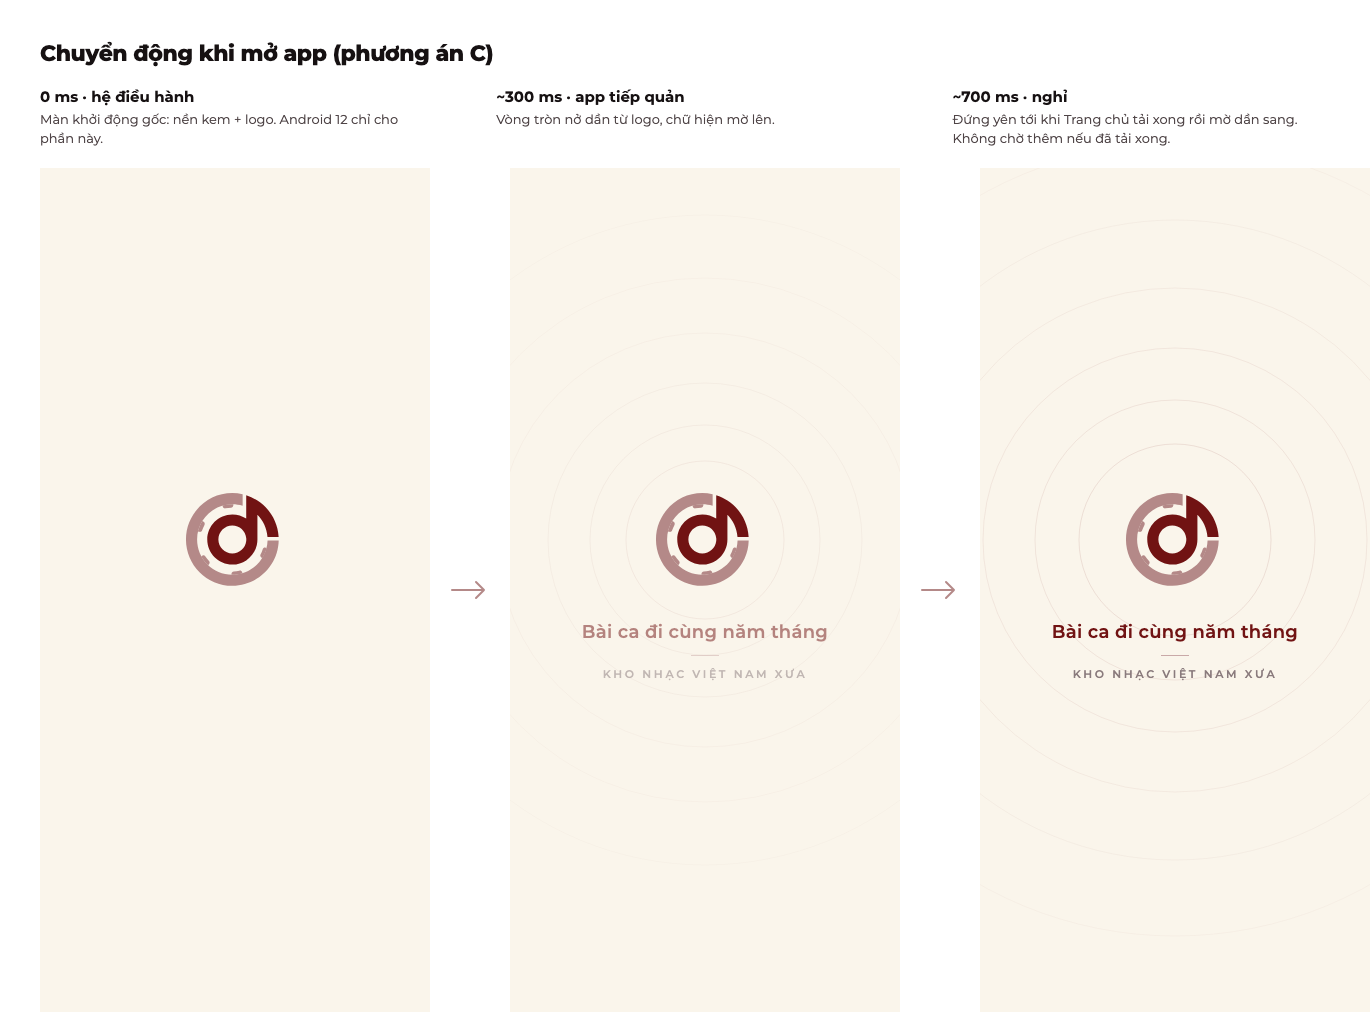 Chuyển động khi mở app (phương án C)
0 ms · hệ điều hành
Màn khởi động gốc: nền kem + logo. Android 12 chỉ cho
phần này.
~300 ms · app tiếp quản
Vòng tròn nở dần từ logo, chữ hiện mờ lên.
~700 ms · nghỉ
Đứng yên tới khi Trang chủ tải xong rồi mờ dần sang.
Không chờ thêm nếu đã tải xong.
Bài ca đi cùng năm tháng
KHO NHẠC VIỆT NAM XƯA
Bài ca đi cùng năm tháng
KHO NHẠC VIỆT NAM XƯA